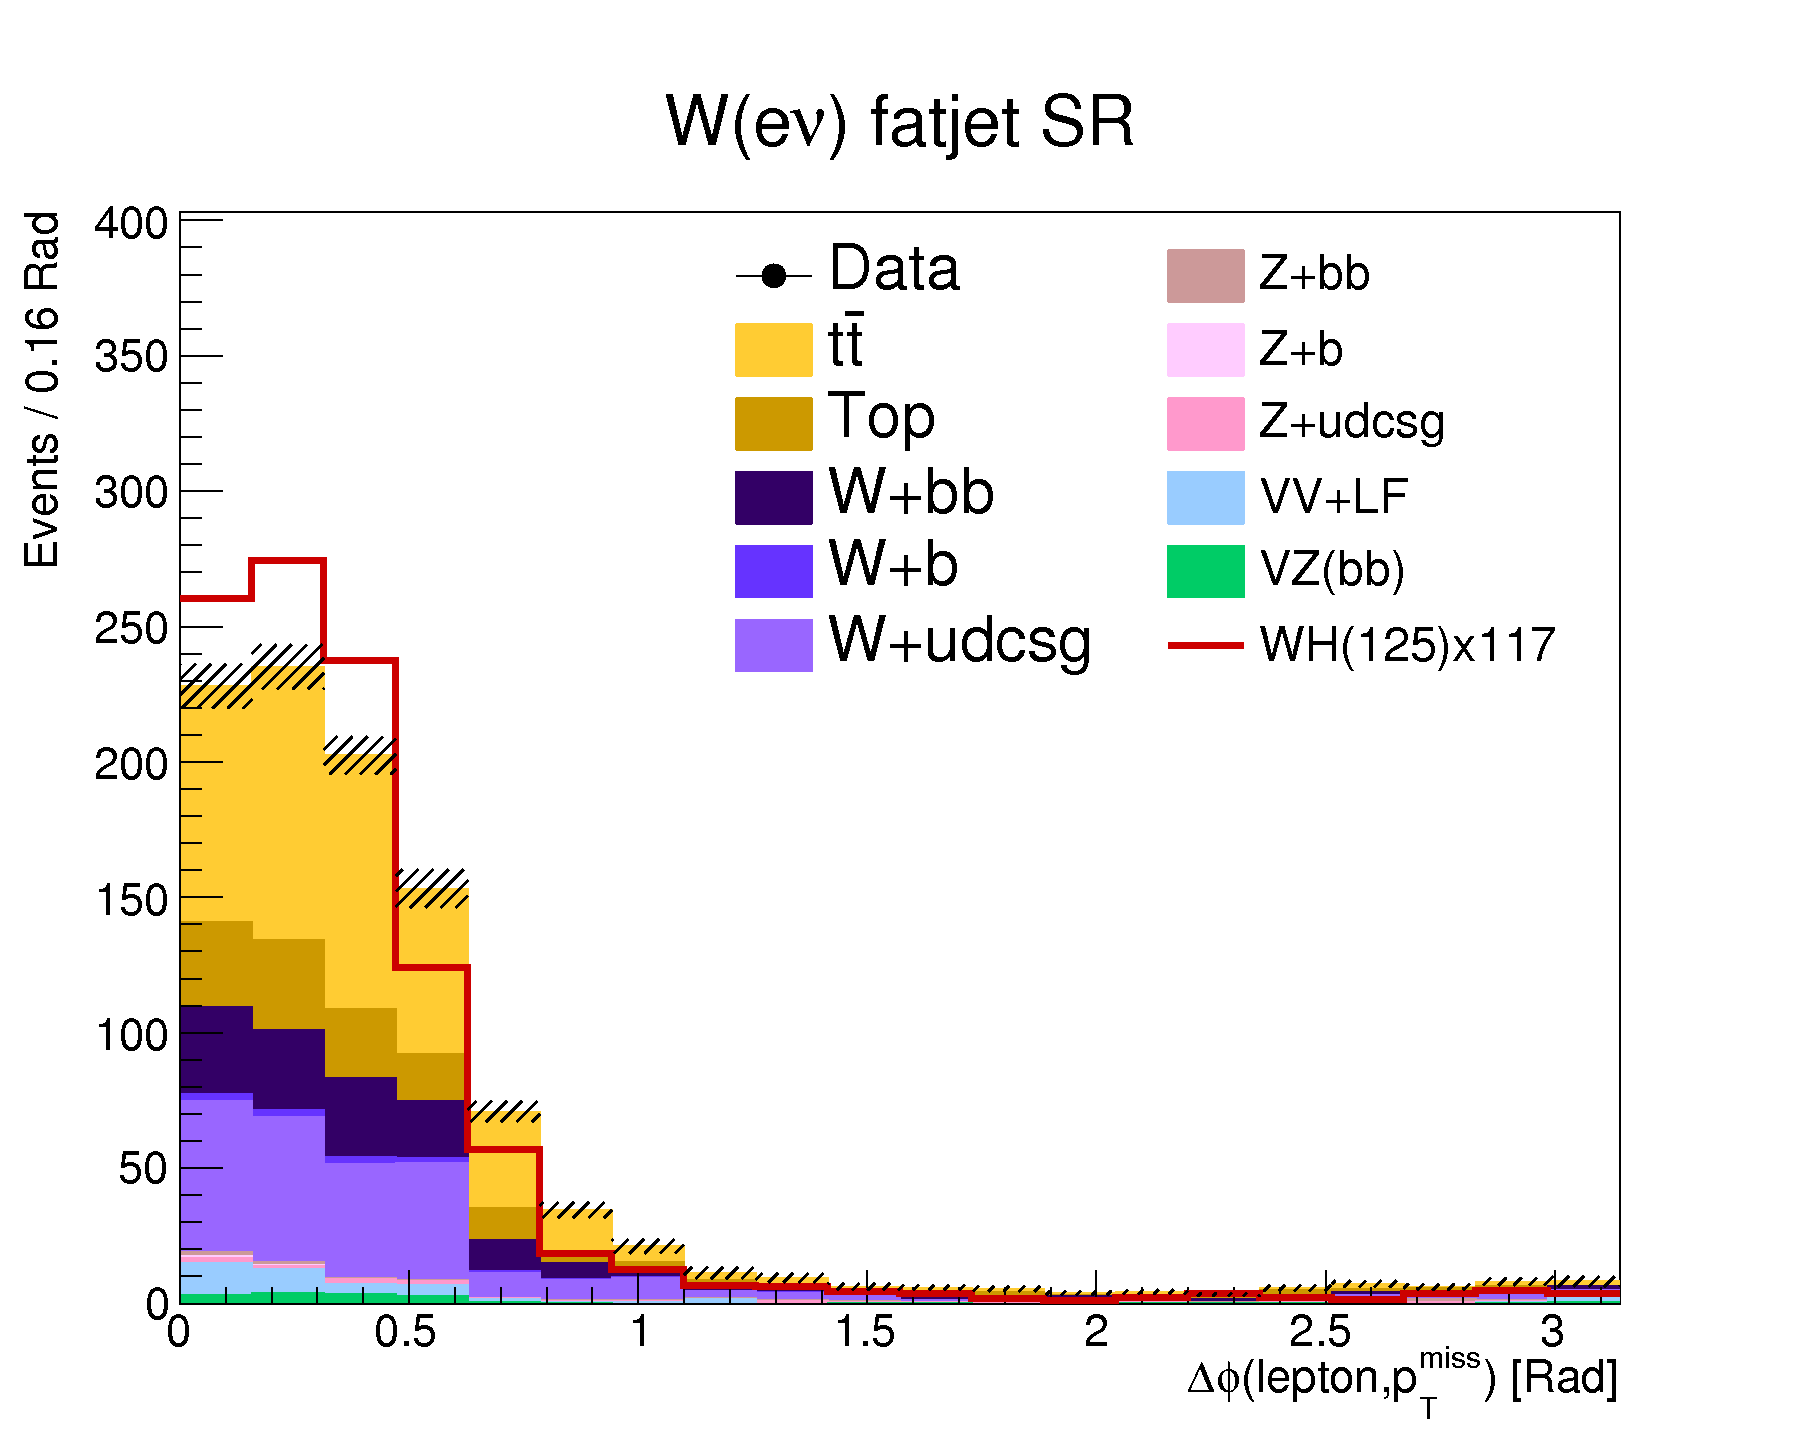 W(eν) fatjet SR
Events / 0.16 Rad
400
350
300
250
200
150
100
50
0
Data
tt̄
Top
W+bb
W+b
W+udcsg
Z+bb
Z+b
Z+udcsg
VV+LF
VZ(bb)
WH(125)x117
0 0.5 1 1.5 2 2.5 3
Δϕ(lepton,p_T^miss) [Rad]